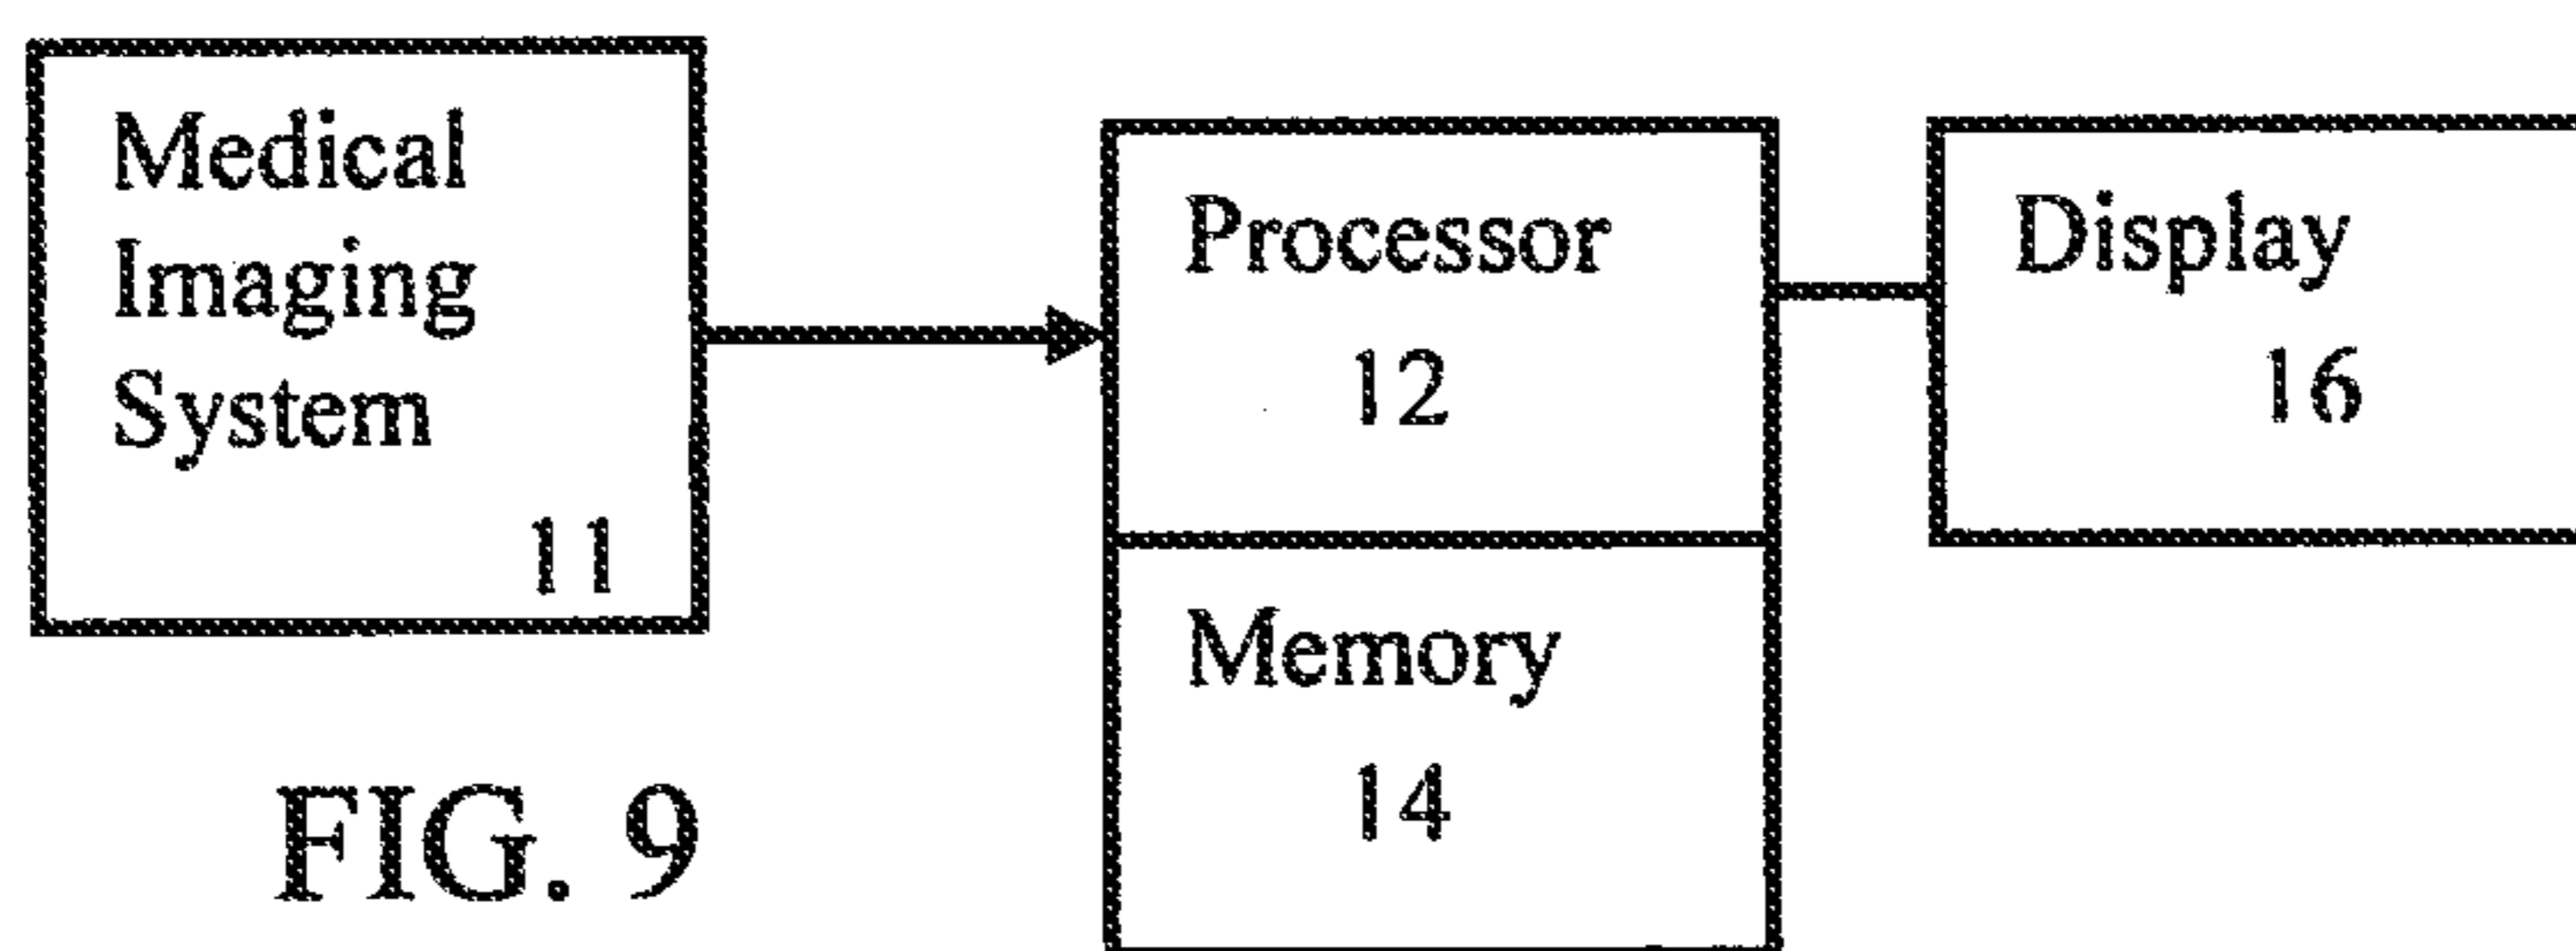 Medical
Imaging
System
11
Processor
12
Memory
14
Display
16
FIG. 9